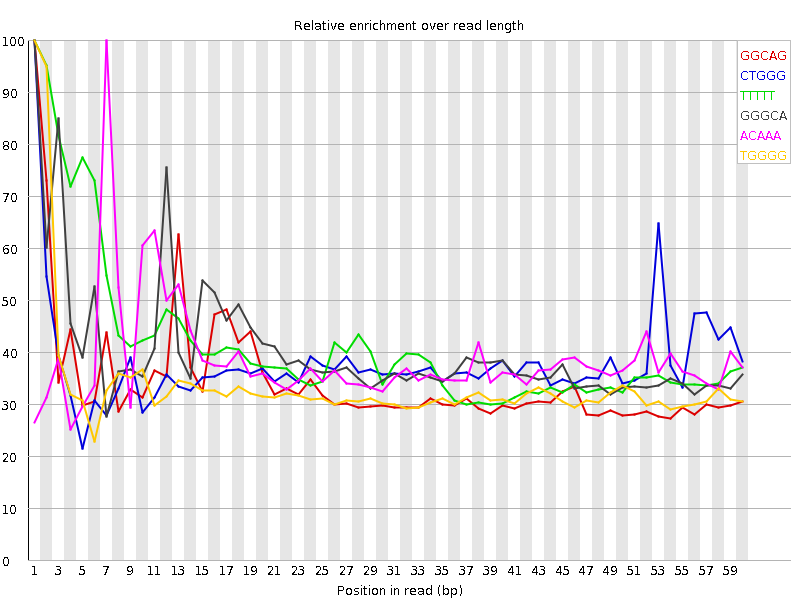 Relative enrichment over read length
100
90
80
70
60
50
40
30
20
10
0
GGCAG
CTGGG
TTTTT
GGGCA
ACAAA
TGGGG
1 3 5 7 9 11 13 15 17 19 21 23 25 27 29 31 33 35 37 39 41 43 45 47 49 51 53 55 57 59
Position in read (bp)